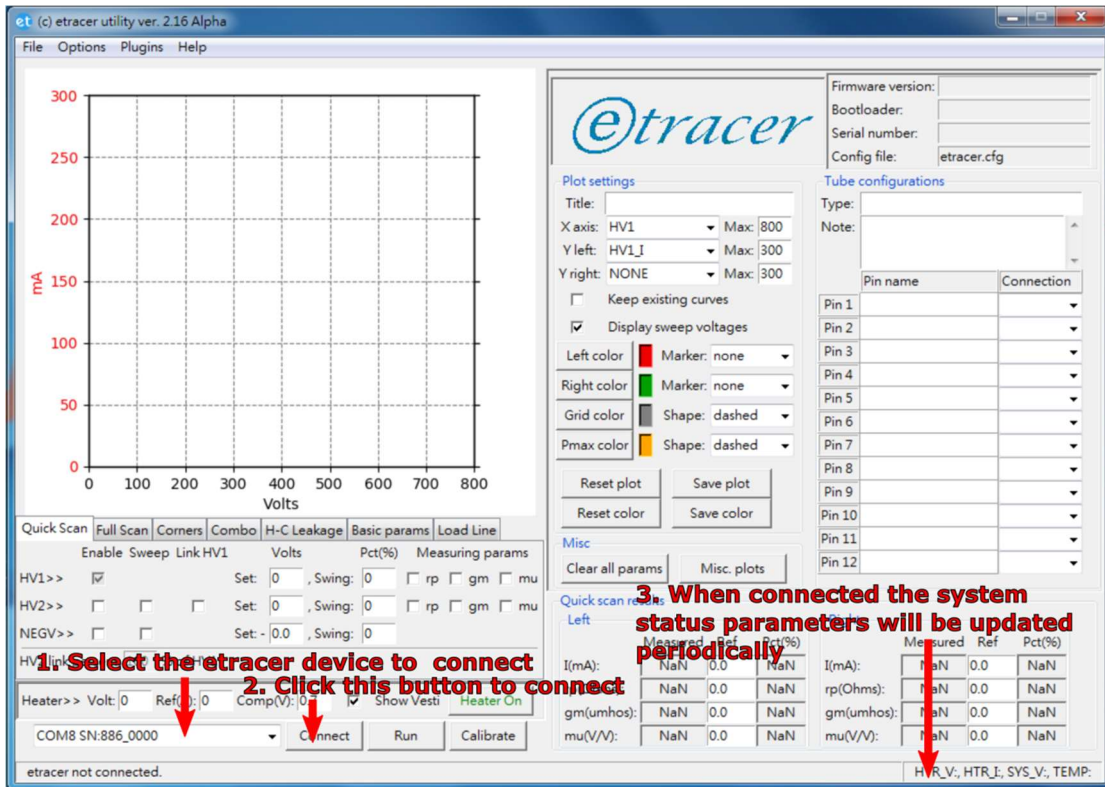 et (c) etracer utility ver. 2.16 Alpha
File Options Plugins Help
300
250
200
150
100
50
0
mA
0 100 200 300 400 500 600 700 800
Volts
etracer
Firmware version:
Bootloader:
Serial number:
Config file: etracer.cfg
Plot settings
Title:
X axis: HV1 Max: 800
Y left: HV1_I Max: 300
Y right: NONE Max: 300
Keep existing curves
Display sweep voltages
Left color Marker: none
Right color Marker: none
Grid color Shape: dashed
Pmax color Shape: dashed
Reset plot Save plot
Reset color Save color
Misc
Clear all params Misc. plots
Tube configurations
Type:
Note:
Pin name Connection
Pin 1
Pin 2
Pin 3
Pin 4
Pin 5
Pin 6
Pin 7
Pin 8
Pin 9
Pin 10
Pin 11
Pin 12
Quick Scan Full Scan Corners Combo H-C Leakage Basic params Load Line
Enable Sweep Link HV1 Volts Pct(%) Measuring params
HV1>> Set: 0 , Swing: 0 rp gm mu
HV2>> Set: 0 , Swing: 0 rp gm mu
NEGV>> Set: - 0.0 , Swing: 0
1. Select the etracer device to connect
2. Click this button to connect
Heater>> Volt: 0 0 Comp(V): Show Vesti Heater On
COM8 SN:886_0000 Connect Run Calibrate
Quick scan results
3. When connected the system
status parameters will be updated
periodically
Left
Measured Ref Pct(%)
I(mA): NaN 0.0 NaN
NaN 0.0 NaN
gm(umhos): NaN 0.0 NaN
mu(V/V): NaN 0.0 NaN
Measured Ref Pct(%)
I(mA): NaN 0.0 NaN
rp(Ohms): NaN 0.0 NaN
gm(umhos): NaN 0.0 NaN
mu(V/V): NaN 0.0 NaN
etracer not connected.
HTR_V:, HTR_I:, SYS_V:, TEMP: